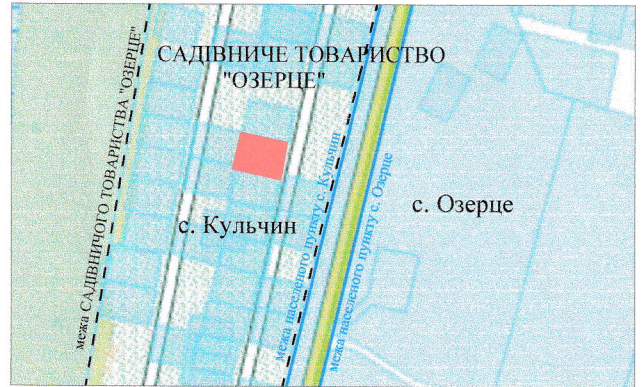 САДІВНИЧЕ ТОВАРИСТВО
"ОЗЕРЦЕ"
межа САДІВНИЧОГО ТОВАРИСТВА "ОЗЕРЦЕ"
с. Кульчин
межа населеного пункту с. Кульчин
межа населеного пункту с. Озерце
с. Озерце